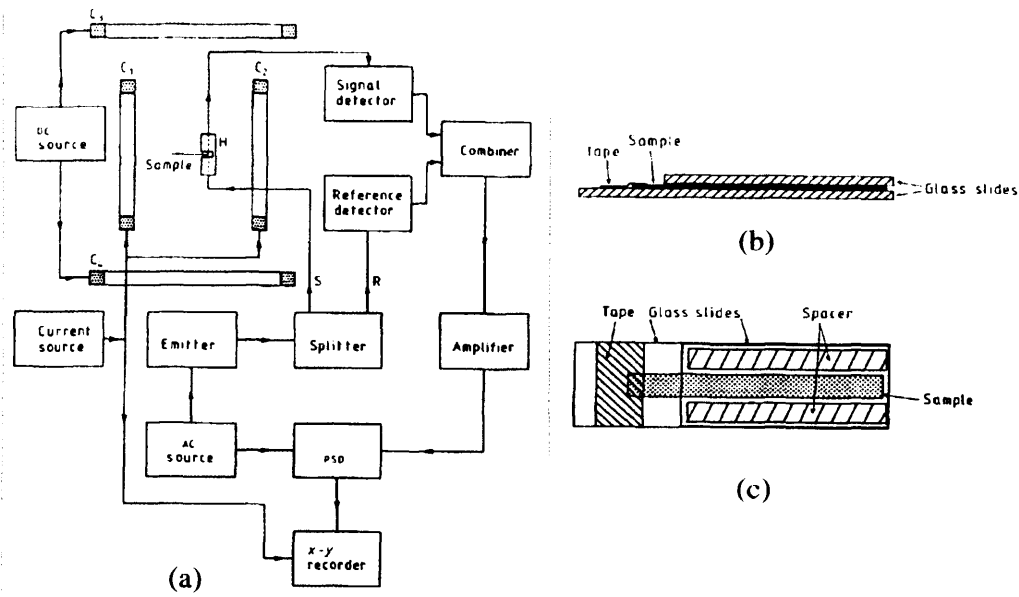 C3
C1
C2
DC
source
H
Sample
Signal
detector
Combiner
Reference
detector
S
R
Current
source
Emitter
Splitter
Amplifier
AC
source
PSD
x-y
recorder
(a)
Tape
Sample
Glass slides
(b)
Tape
Glass slides
Spacer
Sample
(c)